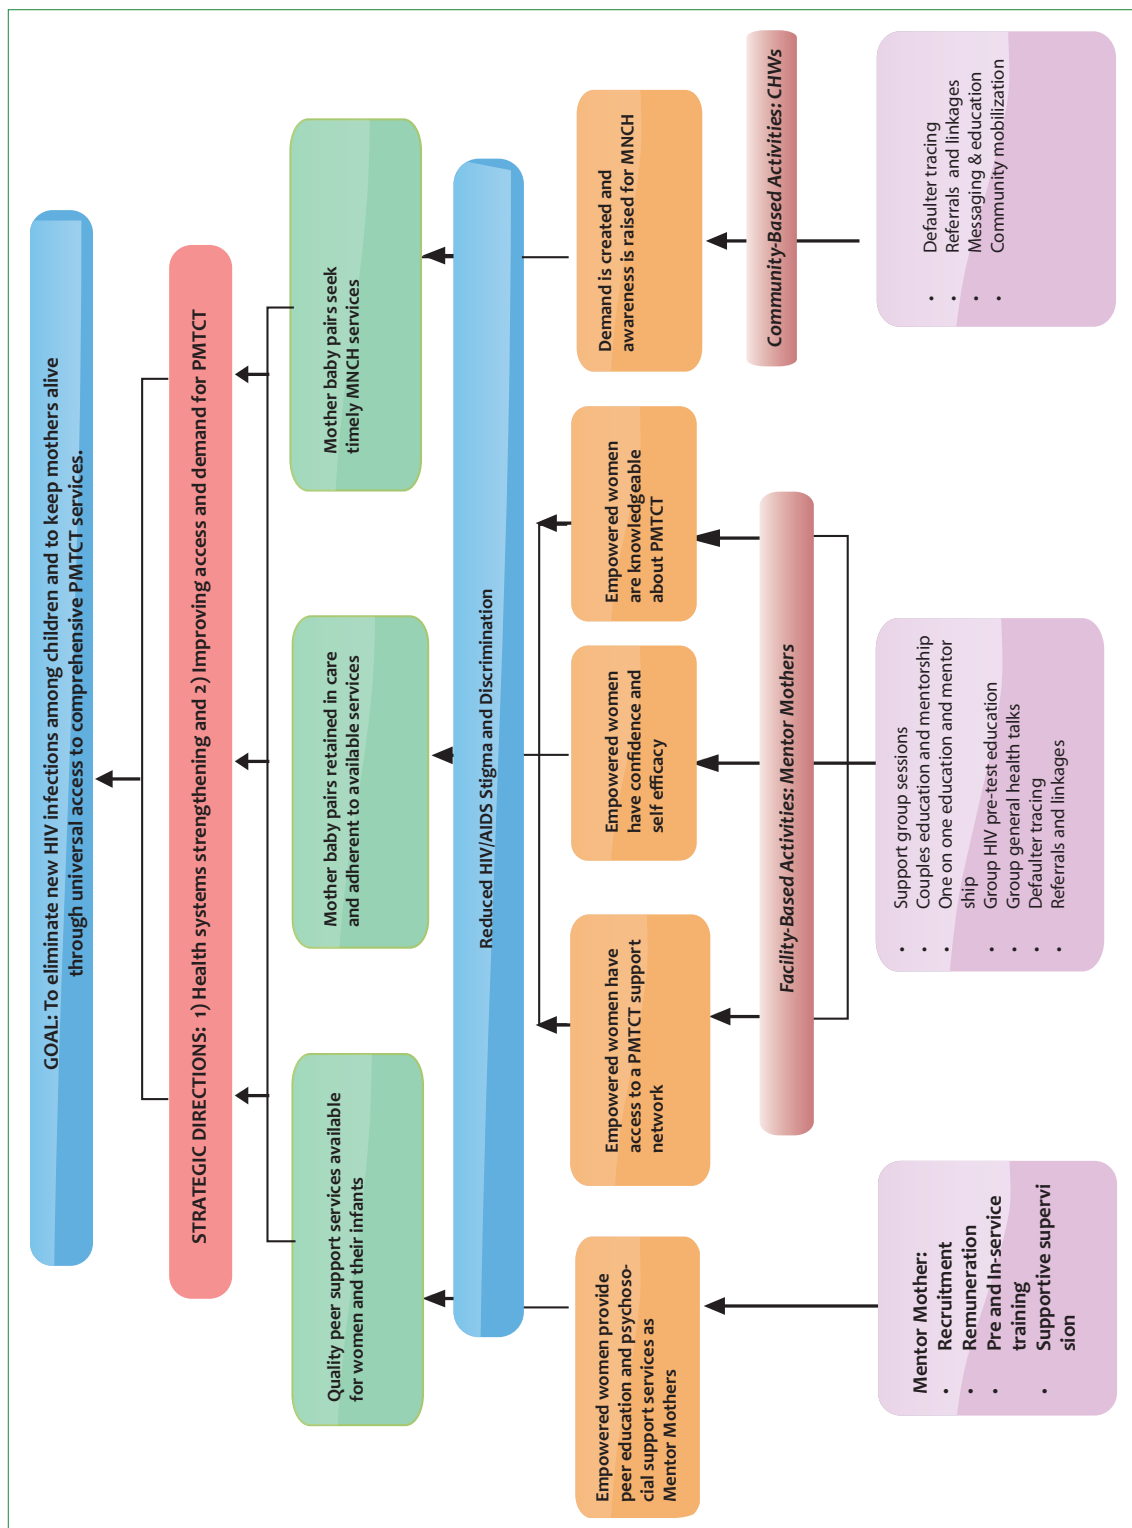 GOAL: To eliminate new HIV infections among children and to keep mothers alive
through universal access to comprehensive PMTCT services.
STRATEGIC DIRECTIONS: 1) Health systems strengthening and 2) Improving access and demand for PMTCT
Quality peer support services available
for women and their infants
Mother baby pairs retained in care
and adherent to available services
Mother baby pairs seek
timely MNCH services
Reduced HIV/AIDS Stigma and Discrimination
Empowered women provide
peer education and psychoso-
cial support services as
Mentor Mothers
Empowered women have
access to a PMTCT support
network
Empowered women
have confidence and
self efficacy
Empowered women
are knowledgeable
about PMTCT
Demand is created and
awareness is raised for MNCH
Facility-Based Activities: Mentor Mothers
Community-Based Activities: CHWs
Mentor Mother:
• Recruitment
• Remuneration
• Pre and In-service
training
• Supportive supervi
sion
• Support group sessions
• Couples education and mentorship
• One on one education and mentor
ship
• Group HIV pre-test education
• Group general health talks
• Defaulter tracing
• Referrals and linkages
• Defaulter tracing
• Referrals and linkages
• Messaging & education
• Community mobilization